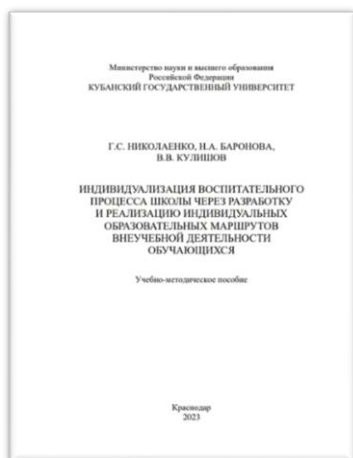 Министерство науки и высшего образования
Российской Федерации
КУБАНСКИЙ ГОСУДАРСТВЕННЫЙ УНИВЕРСИТЕТ
Г.С. НИКОЛАЕНКО, Н.А. БАРОНОВА,
В.В. КУЛИШОВ
ИНДИВИДУАЛИЗАЦИЯ ВОСПИТАТЕЛЬНОГО
ПРОЦЕССА ШКОЛЫ ЧЕРЕЗ РАЗРАБОТКУ
И РЕАЛИЗАЦИЮ ИНДИВИДУАЛЬНЫХ
ОБРАЗОВАТЕЛЬНЫХ МАРШРУТОВ
ВНЕУЧЕБНОЙ ДЕЯТЕЛЬНОСТИ
ОБУЧАЮЩИХСЯ
Учебно-методическое пособие
Краснодар
2023